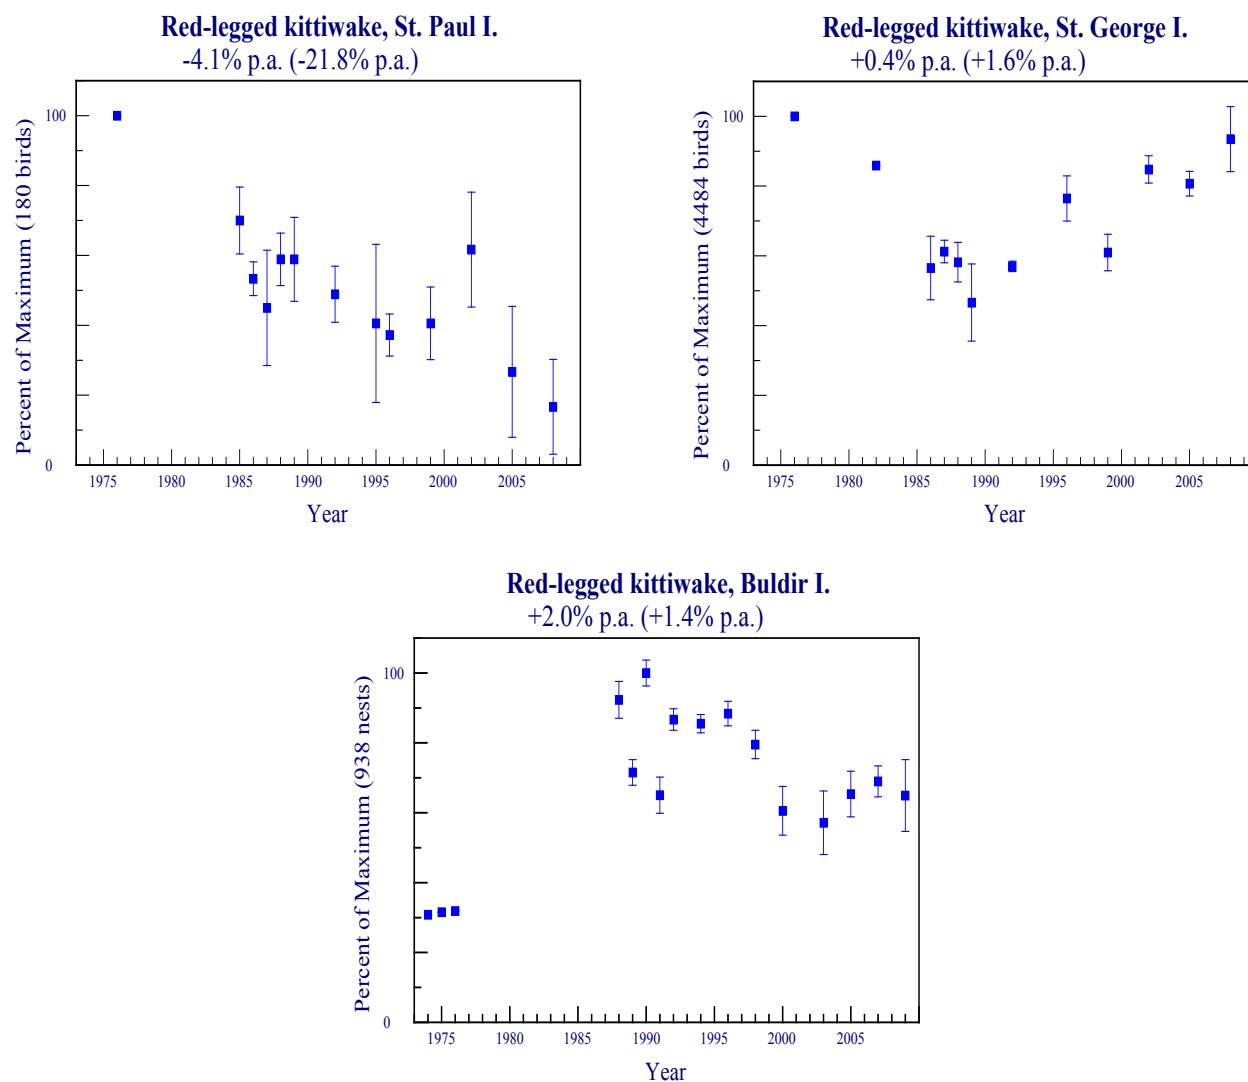 Red-legged kittiwake, St. Paul I.
-4.1% p.a. (-21.8% p.a.)
Percent of Maximum (180 birds)
100
0
1975 1980 1985 1990 1995 2000 2005
Year
Red-legged kittiwake, St. George I.
+0.4% p.a. (+1.6% p.a.)
Percent of Maximum (4484 birds)
100
0
1975 1980 1985 1990 1995 2000 2005
Year
Red-legged kittiwake, Buldir I.
+2.0% p.a. (+1.4% p.a.)
Percent of Maximum (938 nests)
100
0
1975 1980 1985 1990 1995 2000 2005
Year